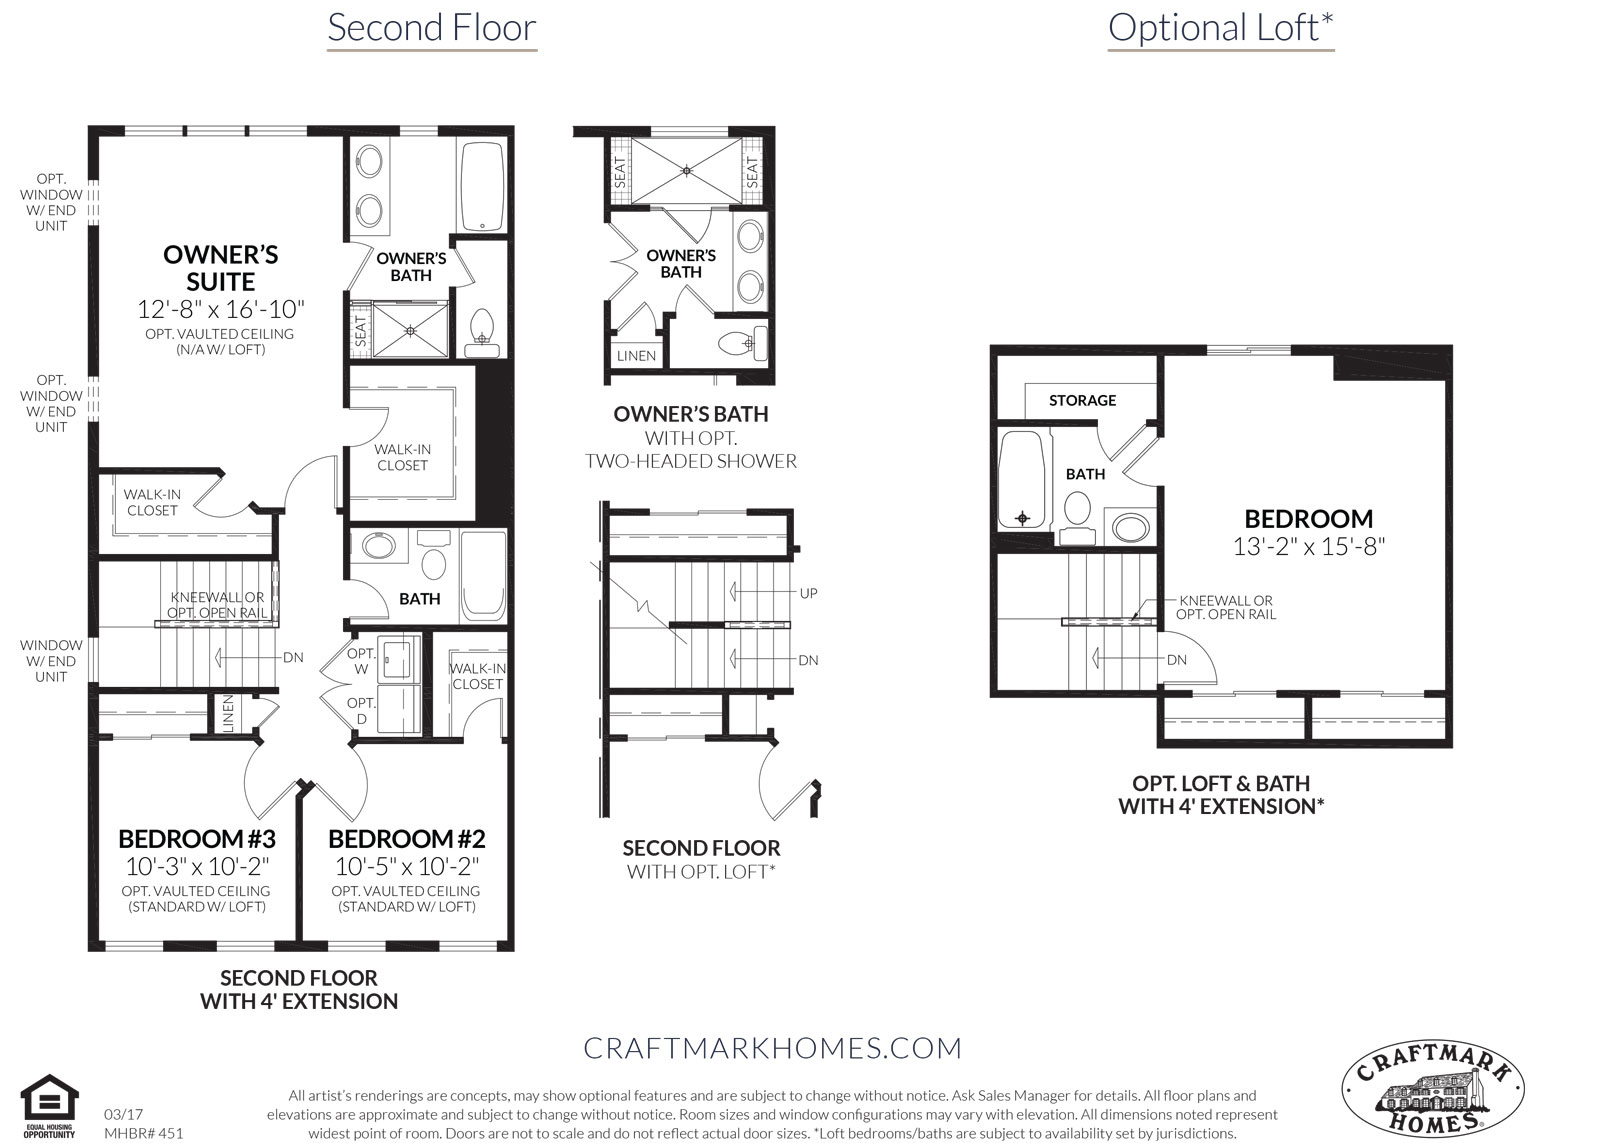 Second Floor
Optional Loft*
OPT.
WINDOW
W/ END
UNIT
OWNER'S
SUITE
12'-8" x 16'-10"
OPT. VAULTED CEILING
(N/A W/ LOFT)
OWNER'S
BATH
SEAT
OPT.
WINDOW
W/ END
UNIT
WALK-IN
CLOSET
WALK-IN
CLOSET
BATH
KNEEWALL OR
OPT. OPEN RAIL
WINDOW
W/ END
UNIT
DN
OPT.
W
OPT.
D
WALK-IN
CLOSET
LINEN
BEDROOM #3
10'-3" x 10'-2"
OPT. VAULTED CEILING
(STANDARD W/ LOFT)
BEDROOM #2
10'-5" x 10'-2"
OPT. VAULTED CEILING
(STANDARD W/ LOFT)
SECOND FLOOR
WITH 4' EXTENSION
SEAT
SEAT
OWNER'S
BATH
LINEN
OWNER'S BATH
WITH OPT.
TWO-HEADED SHOWER
UP
DN
SECOND FLOOR
WITH OPT. LOFT*
STORAGE
BATH
BEDROOM
13'-2" x 15'-8"
KNEEWALL OR
OPT. OPEN RAIL
DN
OPT. LOFT & BATH
WITH 4' EXTENSION*
CRAFTMARKHOMES.COM
CRAFTMARK
HOMES®
EQUAL HOUSING
OPPORTUNITY
03/17
MHBR# 451
All artist's renderings are concepts, may show optional features and are subject to change without notice. Ask Sales Manager for details. All floor plans and
elevations are approximate and subject to change without notice. Room sizes and window configurations may vary with elevation. All dimensions noted represent
widest point of room. Doors are not to scale and do not reflect actual door sizes. *Loft bedrooms/baths are subject to availability set by jurisdictions.